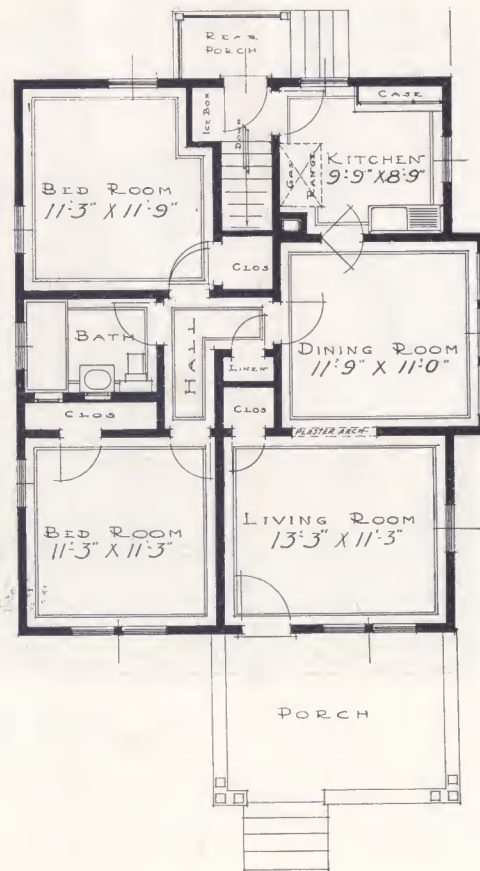 REAR
PORCH
ICE BOX
DOWN
CASE
GAS
RANGE
KITCHEN
9'-9" X 8'-9"
BED ROOM
11'-3" X 11'-9"
CLOS
BATH
HALL
LINEN
DINING ROOM
11'-9" X 11'-0"
CLOS
CLOS
PLASTER ARCH
BED ROOM
11'-3" X 11'-3"
LIVING ROOM
13'-3" X 11'-3"
PORCH